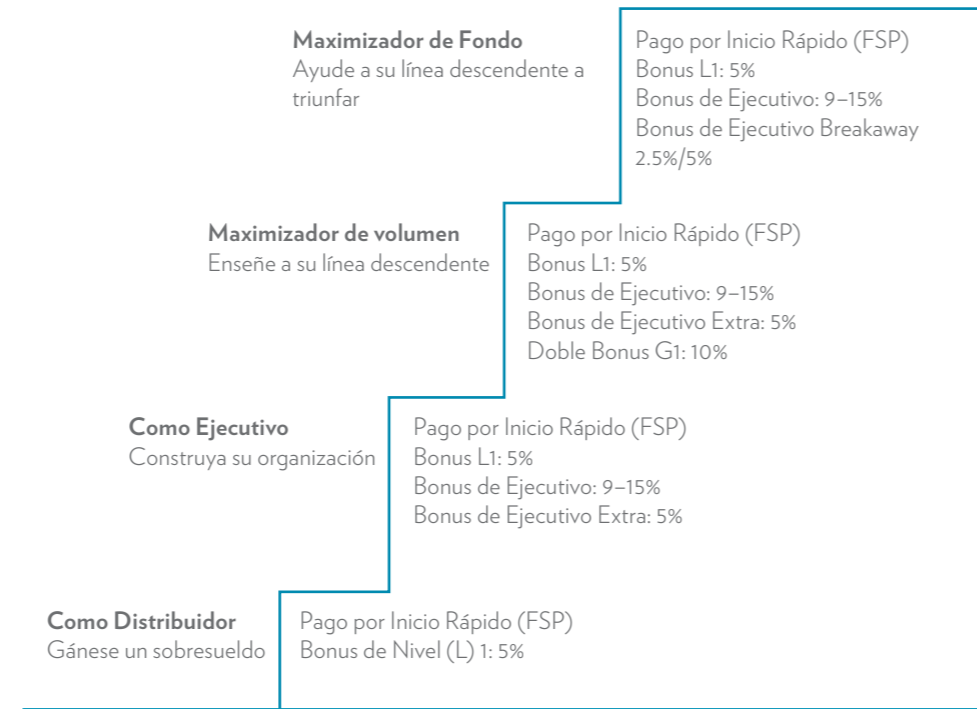 Maximizador de Fondo
Ayude a su línea descendente a
triunfar
Pago por Inicio Rápido (FSP)
Bonus L1: 5%
Bonus de Ejecutivo: 9–15%
Bonus de Ejecutivo Breakaway
2.5%/5%
Maximizador de volumen
Enseñe a su línea descendente
Pago por Inicio Rápido (FSP)
Bonus L1: 5%
Bonus de Ejecutivo: 9–15%
Bonus de Ejecutivo Extra: 5%
Doble Bonus G1: 10%
Como Ejecutivo
Construya su organización
Pago por Inicio Rápido (FSP)
Bonus L1: 5%
Bonus de Ejecutivo: 9–15%
Bonus de Ejecutivo Extra: 5%
Como Distribuidor
Gánese un sobresueldo
Pago por Inicio Rápido (FSP)
Bonus de Nivel (L) 1: 5%